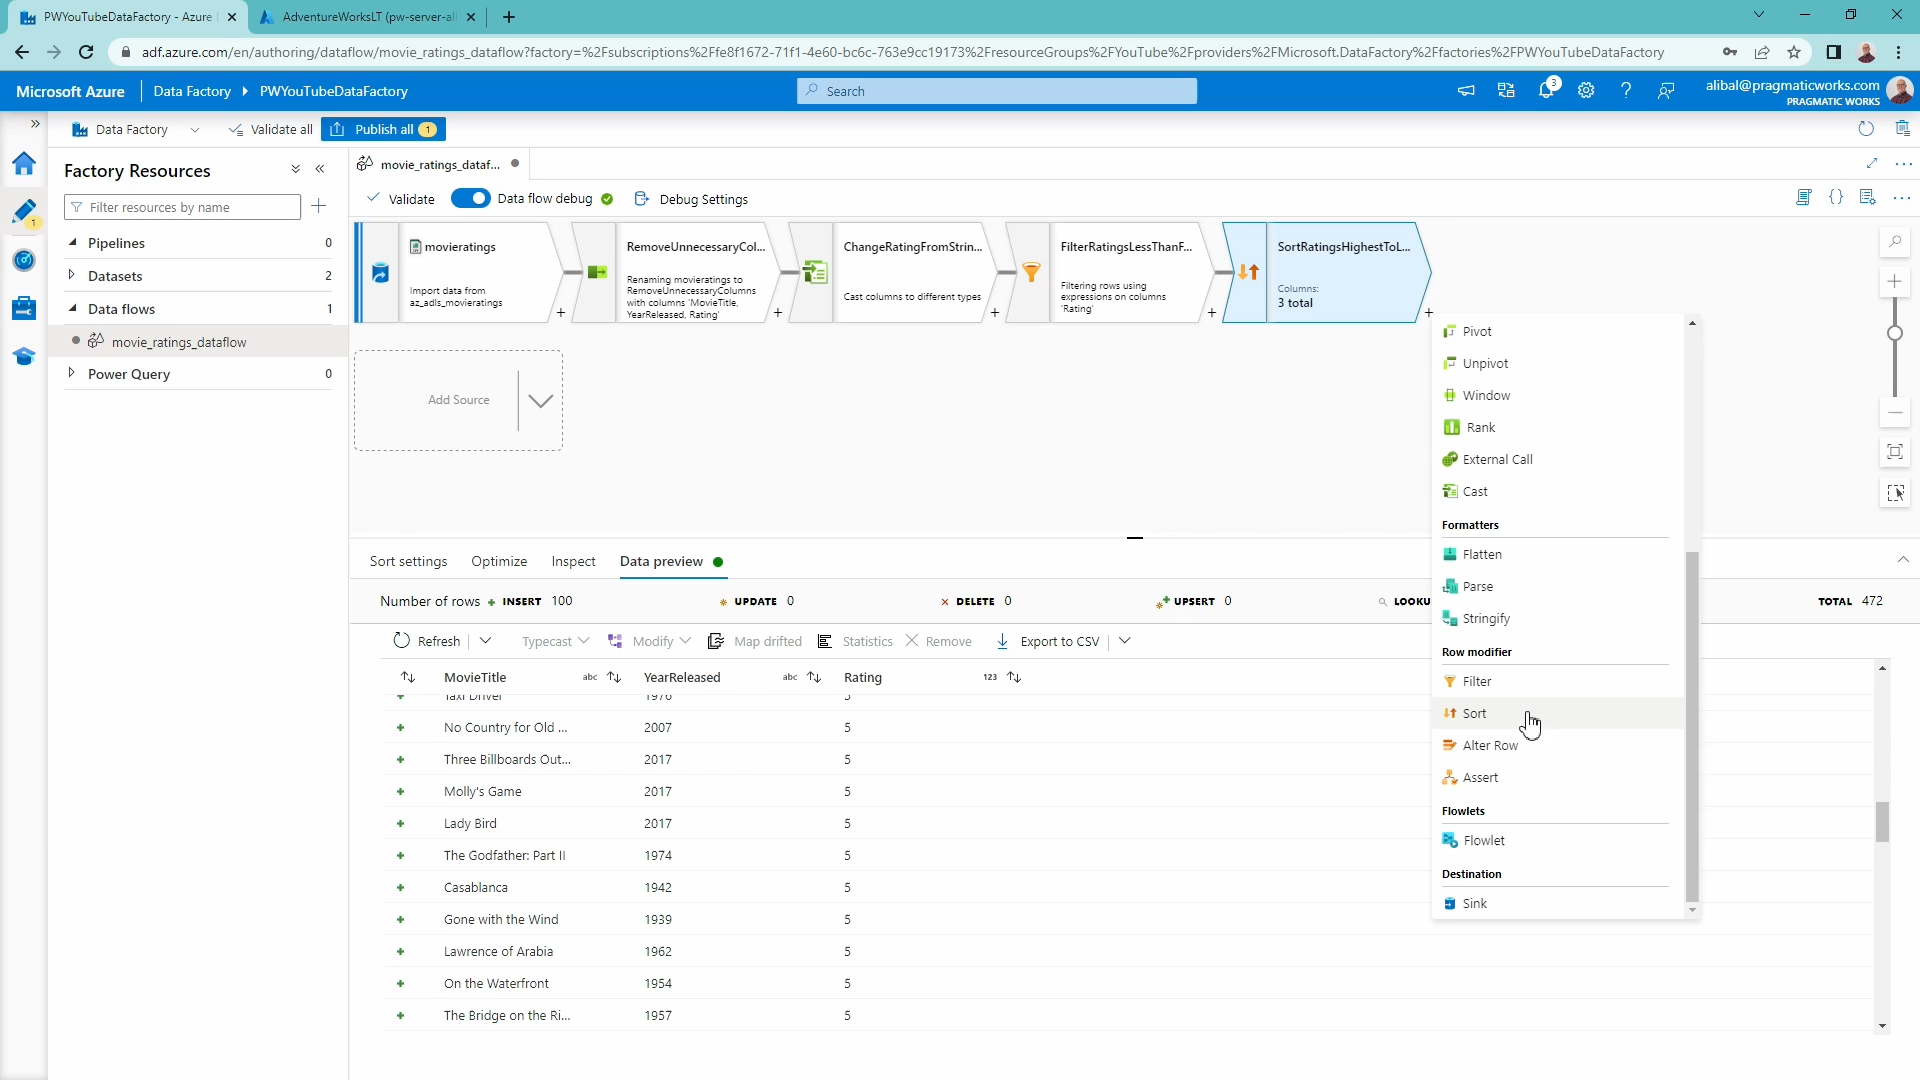 PWYouTubeDataFactory - Azure
AdventureWorksLT (pw-server-all
adf.azure.com/en/authoring/dataflow/movie_ratings_dataflow?factory=%2Fsubscriptions%2Ffe8f1672-71f1-4e60-bc6c-763e9cc19173%2FresourceGroups%2FYouTube%2Fproviders%2FMicrosoft.DataFactory%2Ffactories%2FPWYouTubeDataFactory
Microsoft Azure
Data Factory
PWYouTubeDataFactory
Search
3
alibal@pragmaticworks.com
PRAGMATIC WORKS
Data Factory
Validate all
Publish all
1
1
Factory Resources
Filter resources by name
Pipelines
0
Datasets
2
Data flows
1
movie_ratings_dataflow
Power Query
0
movie_ratings_dataf...
Validate
Data flow debug
Debug Settings
movieratings
Import data from
az_adls_movieratings
RemoveUnnecessaryCol...
Renaming movieratings to
RemoveUnnecessaryColumns
with columns 'MovieTitle,
YearReleased, Rating'
ChangeRatingFromStrin...
Cast columns to different types
FilterRatingsLessThanF...
Filtering rows using
expressions on columns
'Rating'
SortRatingsHighestToL...
Columns:
3 total
Add Source
Pivot
Unpivot
Window
Rank
External Call
Cast
Formatters
Flatten
Parse
Stringify
Row modifier
Filter
Sort
Alter Row
Assert
Flowlets
Flowlet
Destination
Sink
Sort settings
Optimize
Inspect
Data preview
Number of rows
INSERT 100
UPDATE 0
DELETE 0
UPSERT 0
LOOKU
TOTAL 472
Refresh
Typecast
Modify
Map drifted
Statistics
Remove
Export to CSV
MovieTitle abc
YearReleased abc
Rating 123
Taxi Driver 1976 5
No Country for Old ... 2007 5
Three Billboards Out... 2017 5
Molly's Game 2017 5
Lady Bird 2017 5
The Godfather: Part II 1974 5
Casablanca 1942 5
Gone with the Wind 1939 5
Lawrence of Arabia 1962 5
On the Waterfront 1954 5
The Bridge on the Ri... 1957 5